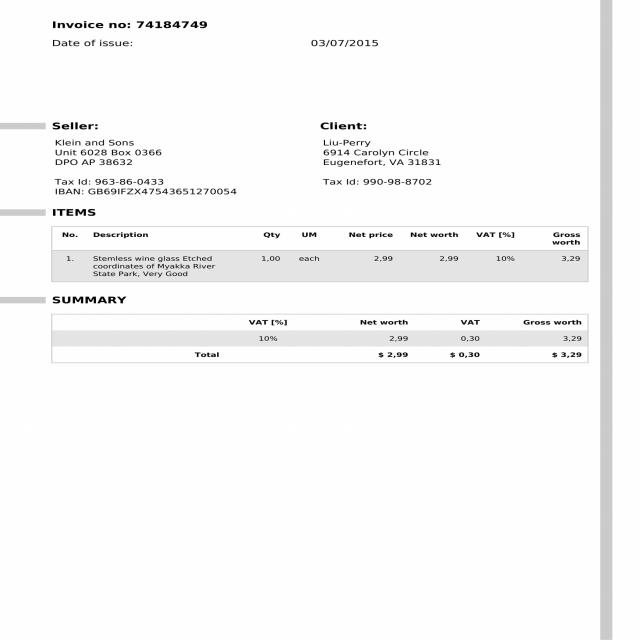 Invoice no: 74184749
Date of issue: 03/07/2015
Seller: Client:
Klein and Sons Liu-Perry
Unit 6028 Box 0366 6914 Carolyn Circle
DPO AP 38632 Eugenefort, VA 31831
Tax Id: 963-86-0433 Tax Id: 990-98-8702
IBAN: GB69IFZX47543651270054
ITEMS
No. Description Qty UM Net price Net worth VAT [%] Gross
worth
1. Stemless wine glass Etched 1,00 each 2,99 2,99 10% 3,29
coordinates of Myakka River
State Park, Very Good
SUMMARY
VAT [%] Net worth VAT Gross worth
10% 2,99 0,30 3,29
Total $ 2,99 $ 0,30 $ 3,29